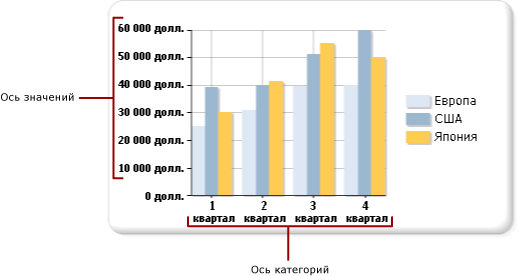 60 000 долл.
50 000 долл.
40 000 долл.
30 000 долл.
20 000 долл.
10 000 долл.
0 долл.
Ось значений
Европа
США
Япония
1 2 3 4
квартал квартал квартал квартал
Ось категорий